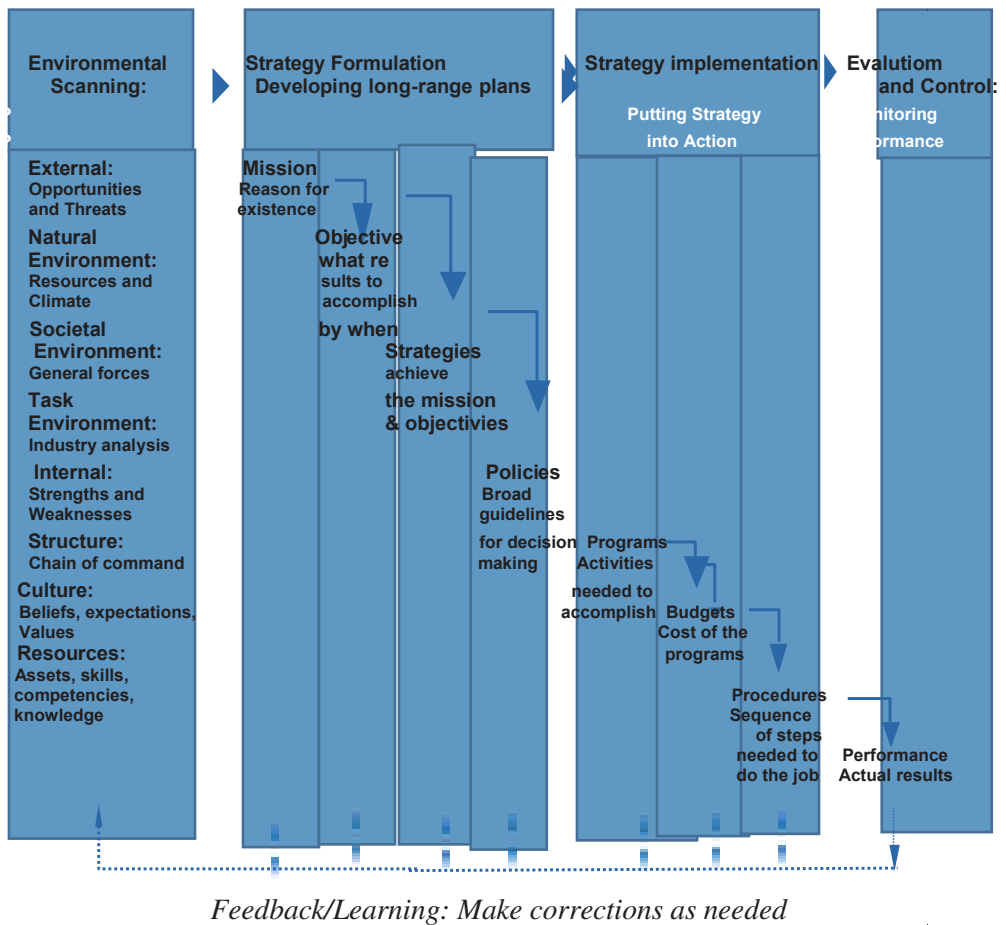 Environmental
Scanning:
Strategy Formulation
Developing long-range plans
Strategy implementation
Putting Strategy
into Action
Evalutiom
and Control:
nitoring
ormance
External:
Opportunities
and Threats
Natural
Environment:
Resources and
Climate
Societal
Environment:
General forces
Task
Environment:
Industry analysis
Internal:
Strengths and
Weaknesses
Structure:
Chain of command
Culture:
Beliefs, expectations,
Values
Resources:
Assets, skills,
competencies,
knowledge
Mission
Reason for
existence
Objective
what re
sults to
accomplish
by when
Strategies
achieve
the mission
& objectivies
Policies
Broad
guidelines
for decision
making
Programs
Activities
needed to
accomplish
Budgets
Cost of the
programs
Procedures
Sequence
of steps
needed to
do the job
Performance
Actual results
Feedback/Learning: Make corrections as needed